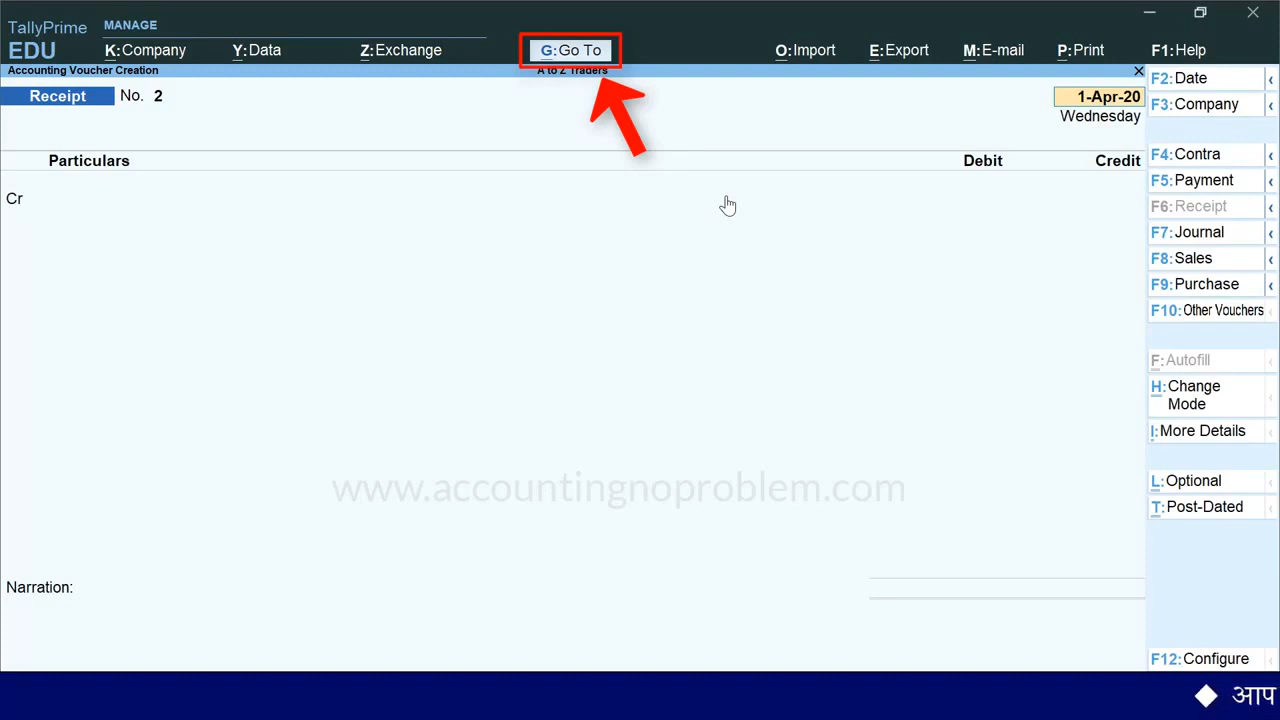 TallyPrime
MANAGE
EDU
K:Company Y:Data Z:Exchange G:Go To O:Import E:Export M:E-mail P:Print F1:Help
Accounting Voucher Creation A to Z Traders
Receipt No. 2 1-Apr-20
Wednesday
Particulars Debit Credit
Cr
F2:Date
F3:Company
F4:Contra
F5:Payment
F6:Receipt
F7:Journal
F8:Sales
F9:Purchase
F10:Other Vouchers
F:Autofill
H:Change
Mode
I:More Details
L:Optional
T:Post-Dated
www.accountingnoproblem.com
Narration:
F12:Configure
आप